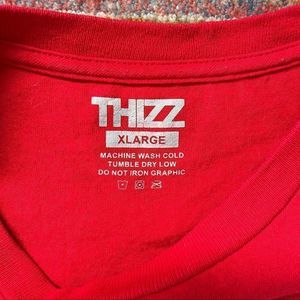 THIZZ
XLARGE
MACHINE WASH COLD
TUMBLE DRY LOW
DO NOT IRON GRAPHIC